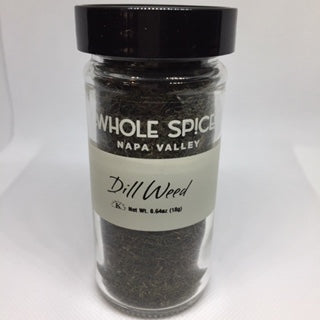 WHOLE SPICE
NAPA VALLEY
Dill Weed
K Net Wt. 0.64oz (18g)